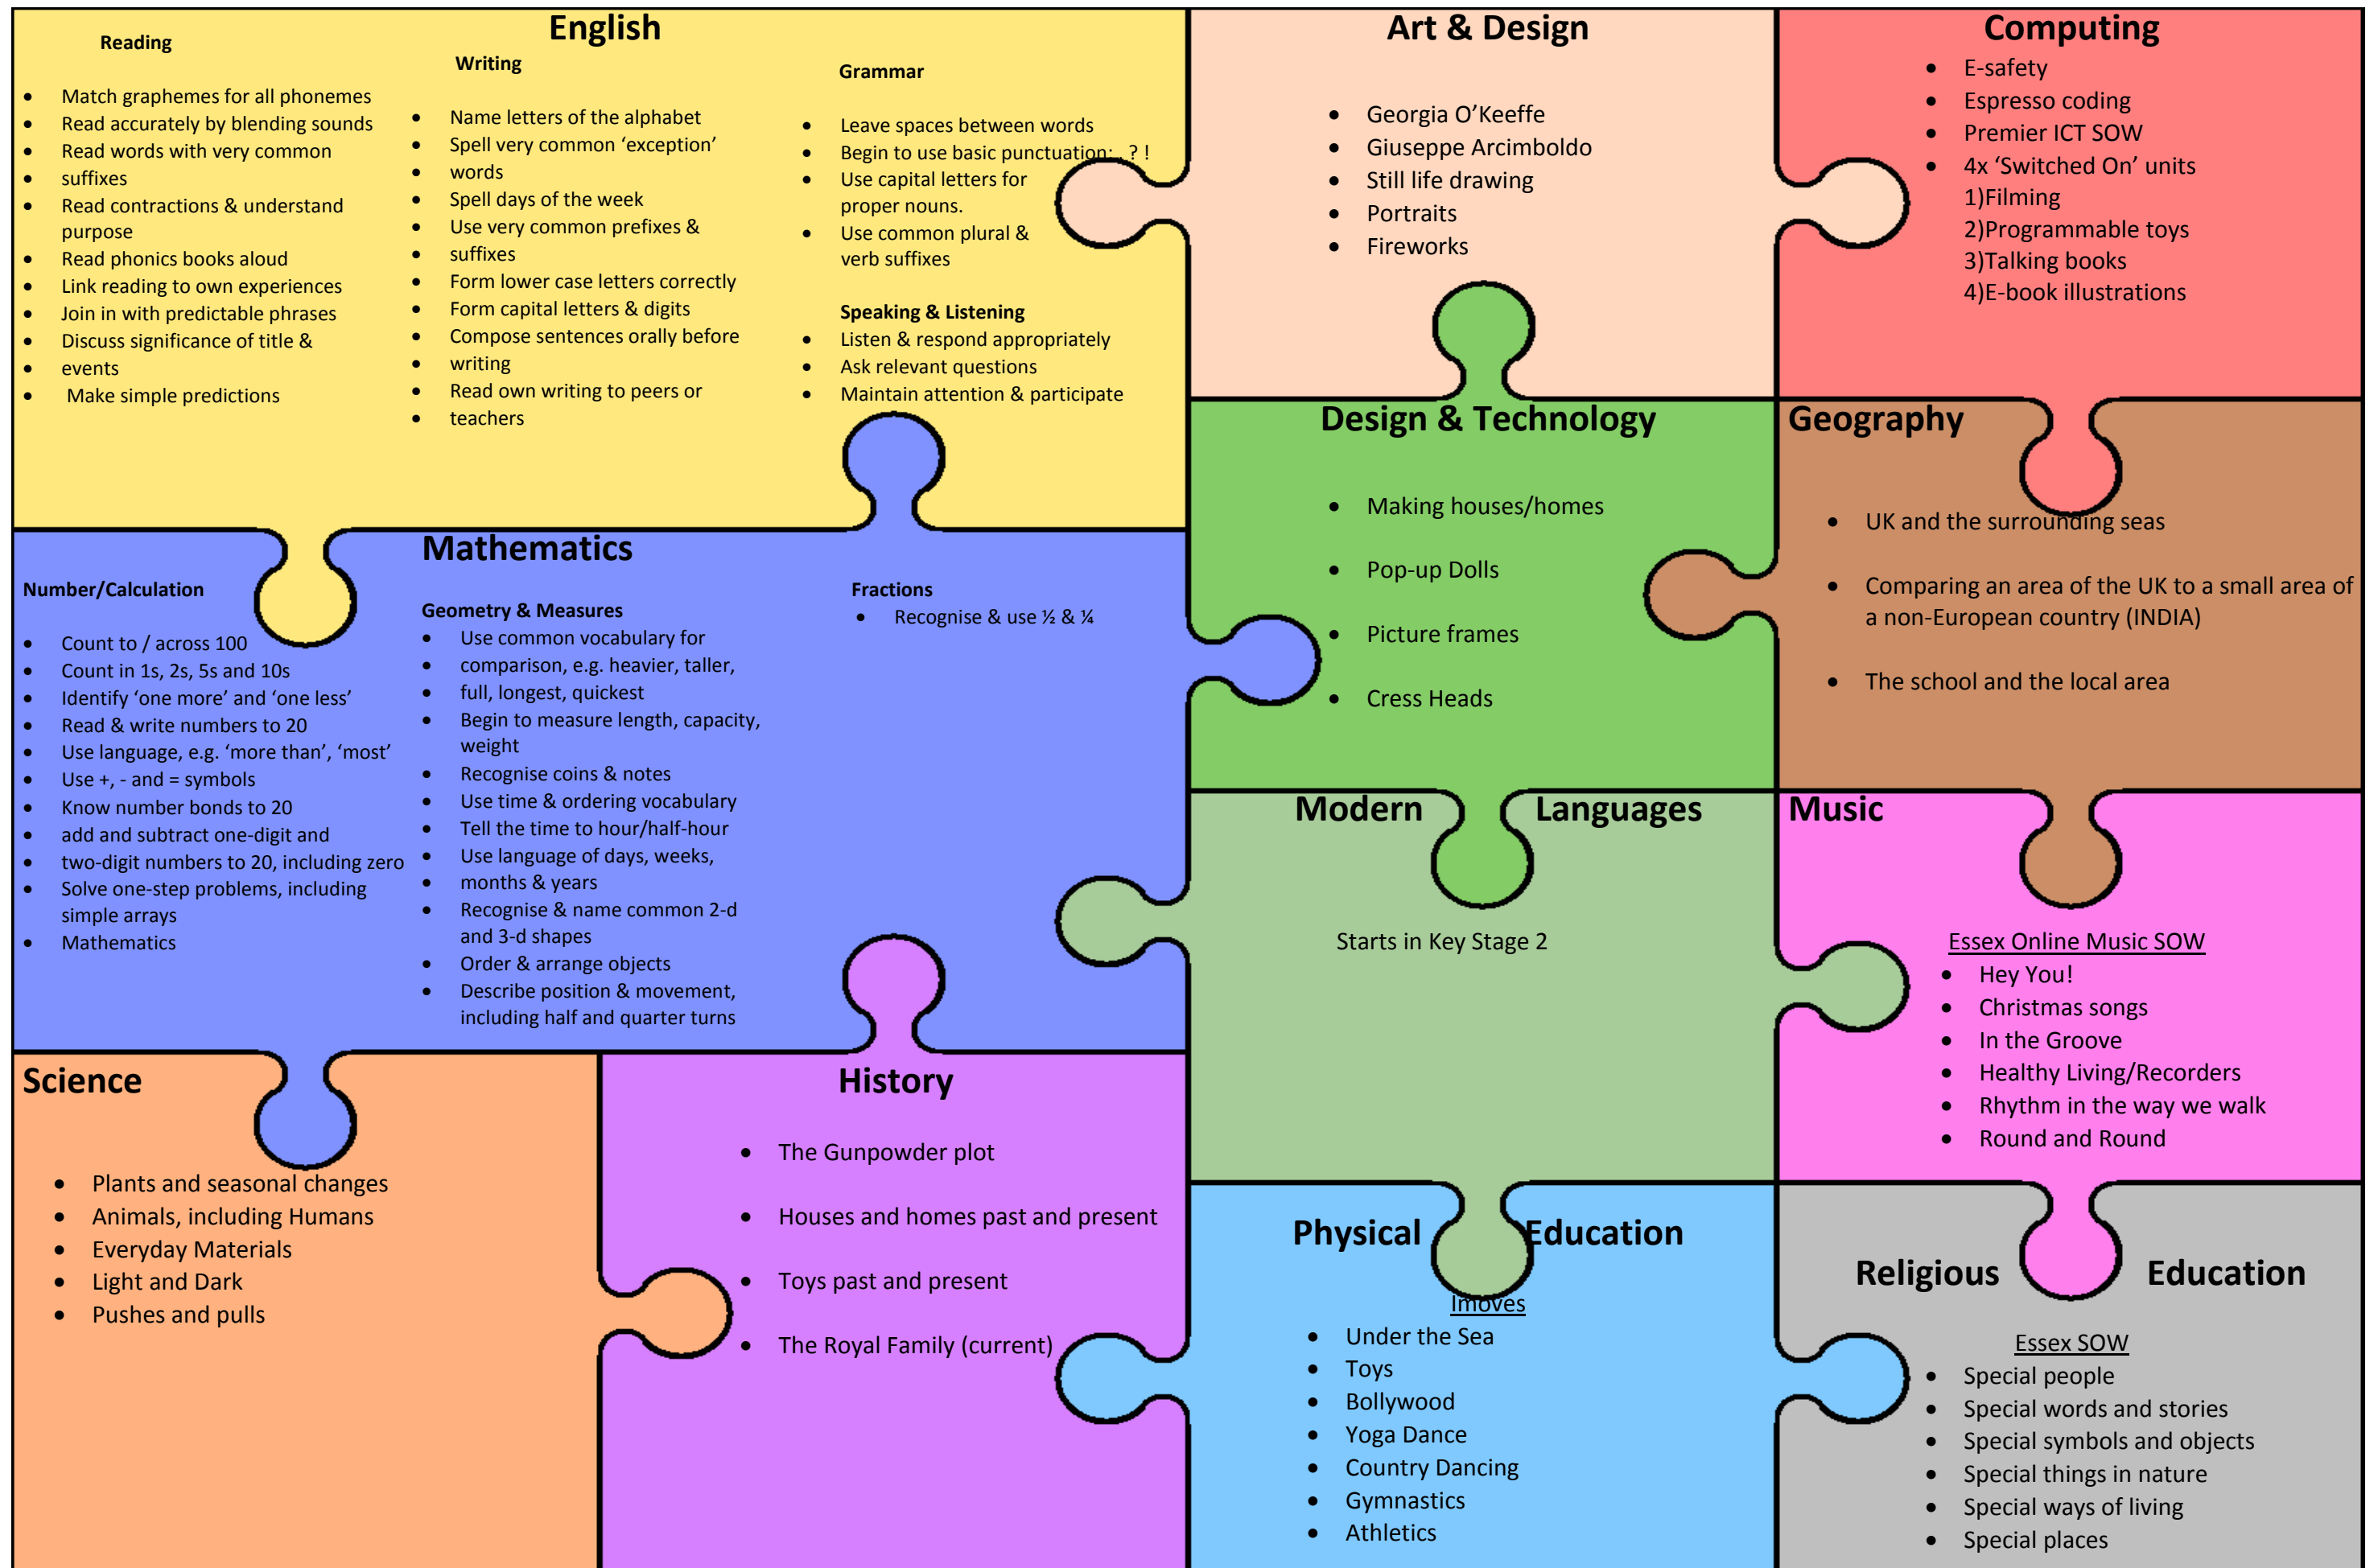 English
Reading
• Match graphemes for all phonemes
• Read accurately by blending sounds
• Read words with very common
• suffixes
• Read contractions & understand
purpose
• Read phonics books aloud
• Link reading to own experiences
• Join in with predictable phrases
• Discuss significance of title &
• events
• Make simple predictions
Writing
• Name letters of the alphabet
• Spell very common ‘exception’
• words
• Spell days of the week
• Use very common prefixes &
• suffixes
• Form lower case letters correctly
• Form capital letters & digits
• Compose sentences orally before
• writing
• Read own writing to peers or
• teachers
Grammar
• Leave spaces between words
• Begin to use basic punctuation: . ? !
• Use capital letters for
proper nouns.
• Use common plural &
verb suffixes
Speaking & Listening
• Listen & respond appropriately
• Ask relevant questions
• Maintain attention & participate
Art & Design
• Georgia O’Keeffe
• Giuseppe Arcimboldo
• Still life drawing
• Portraits
• Fireworks
Computing
• E-safety
• Espresso coding
• Premier ICT SOW
• 4x ‘Switched On’ units
1)Filming
2)Programmable toys
3)Talking books
4)E-book illustrations
Design & Technology
• Making houses/homes
• Pop-up Dolls
• Picture frames
• Cress Heads
Geography
• UK and the surrounding seas
• Comparing an area of the UK to a small area of
a non-European country (INDIA)
• The school and the local area
Mathematics
Number/Calculation
• Count to / across 100
• Count in 1s, 2s, 5s and 10s
• Identify ‘one more’ and ‘one less’
• Read & write numbers to 20
• Use language, e.g. ‘more than’, ‘most’
• Use +, - and = symbols
• Know number bonds to 20
• add and subtract one-digit and
• two-digit numbers to 20, including zero
• Solve one-step problems, including
simple arrays
• Mathematics
Geometry & Measures
• Use common vocabulary for
• comparison, e.g. heavier, taller,
• full, longest, quickest
• Begin to measure length, capacity,
weight
• Recognise coins & notes
• Use time & ordering vocabulary
• Tell the time to hour/half-hour
• Use language of days, weeks,
• months & years
• Recognise & name common 2-d
and 3-d shapes
• Order & arrange objects
• Describe position & movement,
including half and quarter turns
Fractions
• Recognise & use ½ & ¼
Modern Languages
Starts in Key Stage 2
Music
Essex Online Music SOW
• Hey You!
• Christmas songs
• In the Groove
• Healthy Living/Recorders
• Rhythm in the way we walk
• Round and Round
Science
• Plants and seasonal changes
• Animals, including Humans
• Everyday Materials
• Light and Dark
• Pushes and pulls
History
• The Gunpowder plot
• Houses and homes past and present
• Toys past and present
• The Royal Family (current)
Physical Education
Imoves
• Under the Sea
• Toys
• Bollywood
• Yoga Dance
• Country Dancing
• Gymnastics
• Athletics
Religious Education
Essex SOW
• Special people
• Special words and stories
• Special symbols and objects
• Special things in nature
• Special ways of living
• Special places